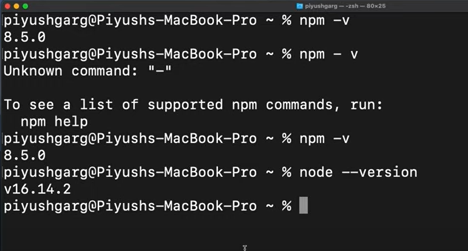 piyushgarg — -zsh — 80×25
piyushgarg@Piyushs-MacBook-Pro ~ % npm -v
8.5.0
piyushgarg@Piyushs-MacBook-Pro ~ % npm - v
Unknown command: "-"
To see a list of supported npm commands, run:
npm help
piyushgarg@Piyushs-MacBook-Pro ~ % npm -v
8.5.0
piyushgarg@Piyushs-MacBook-Pro ~ % node --version
v16.14.2
piyushgarg@Piyushs-MacBook-Pro ~ %